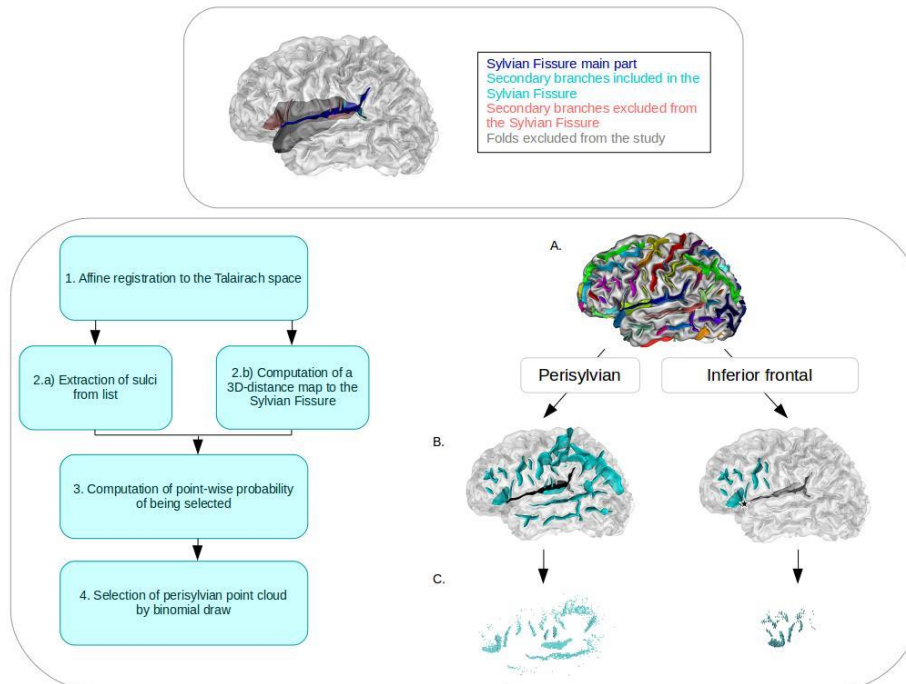 Sylvian Fissure main part
Secondary branches included in the
Sylvian Fissure
Secondary branches excluded from
the Sylvian Fissure
Folds excluded from the study
1. Affine registration to the Talairach space
2.a) Extraction of sulci
from list
2.b) Computation of a
3D-distance map to the
Sylvian Fissure
3. Computation of point-wise probability
of being selected
4. Selection of perisylvian point cloud
by binomial draw
A.
Perisylvian
Inferior frontal
B.
C.